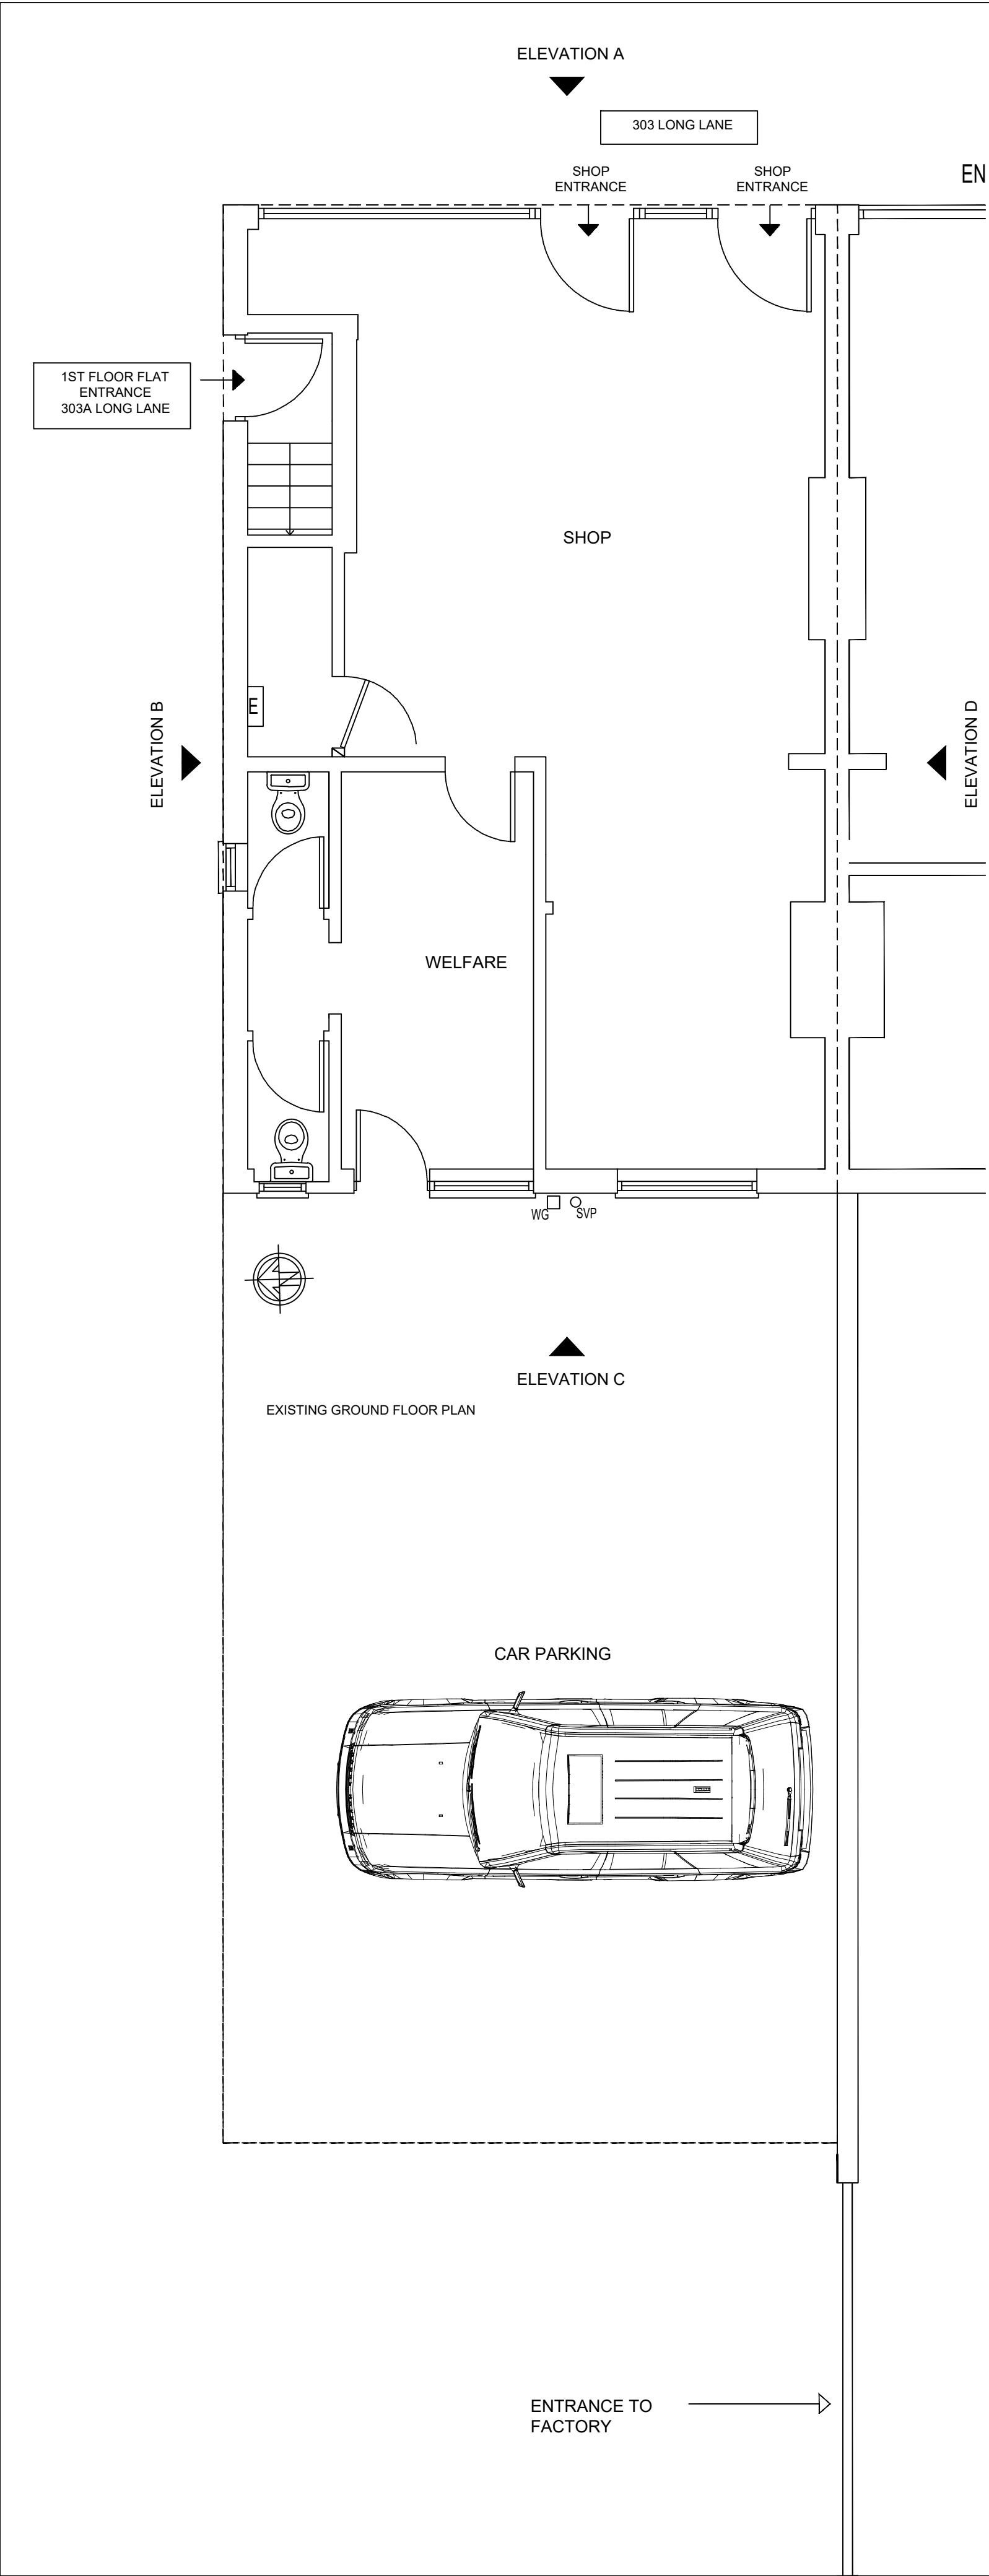 ELEVATION A
303 LONG LANE
SHOP
ENTRANCE
SHOP
ENTRANCE
EN
1ST FLOOR FLAT
ENTRANCE
303A LONG LANE
SHOP
E
ELEVATION B
ELEVATION D
WELFARE
WG
SVP
N
ELEVATION C
EXISTING GROUND FLOOR PLAN
CAR PARKING
ENTRANCE TO
FACTORY